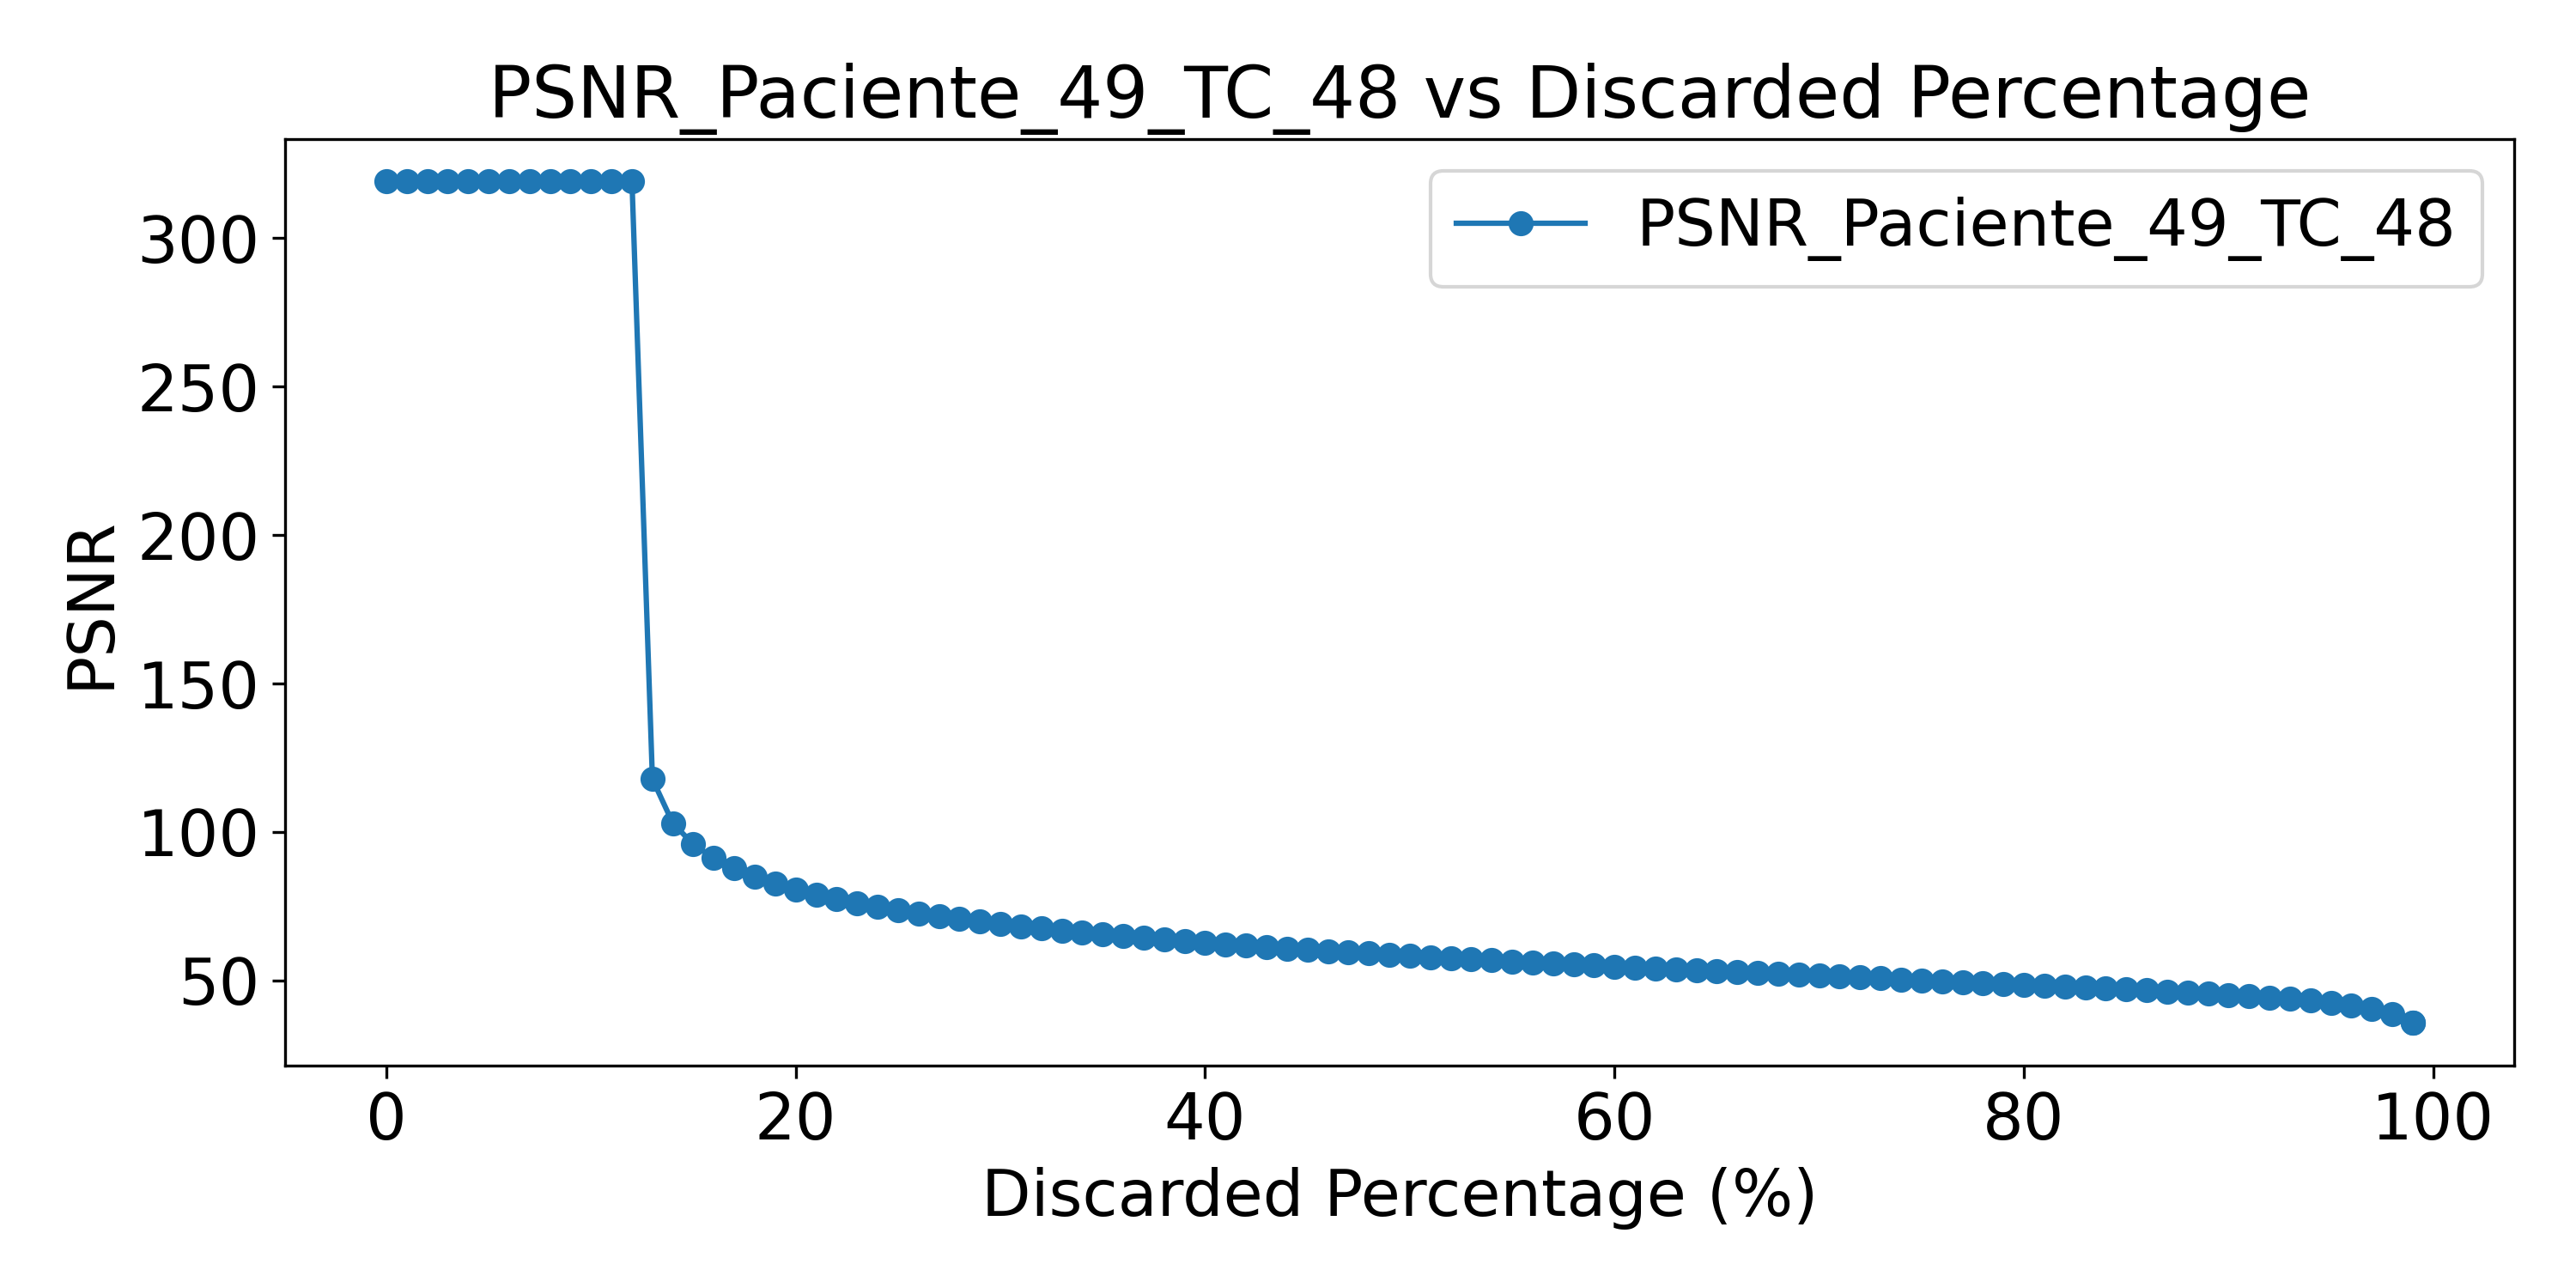 PSNR_Paciente_49_TC_48 vs Discarded Percentage
PSNR_Paciente_49_TC_48
300
250
200
150
100
50
PSNR
0 20 40 60 80 100
Discarded Percentage (%)